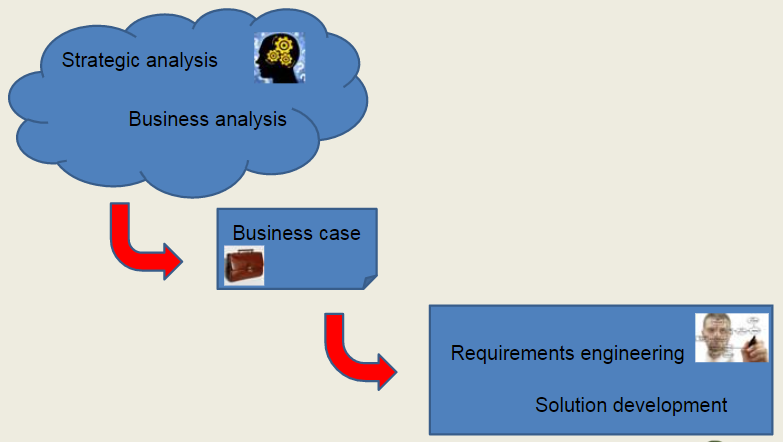 Strategic analysis
Business analysis
Business case
Requirements engineering
Solution development